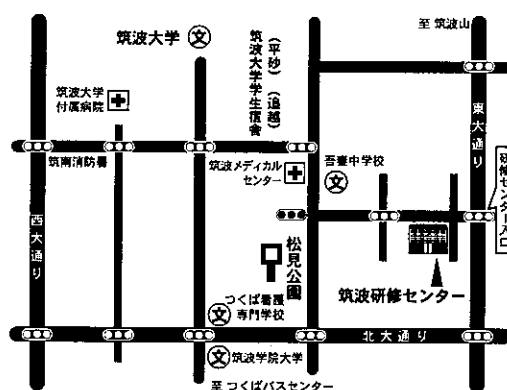 至 筑波山
筑波大学
文
筑波大学学生宿舎
（平砂）（追越）
筑波大学
付属病院
東大通り
筑南消防署
筑波メディカル
センター
吾妻中学校
文
研修センター入口
西大通り
松見公園
筑波研修センター
つくば看護
専門学校
文
北大通り
文
筑波学院大学
至 つくばバスセンター